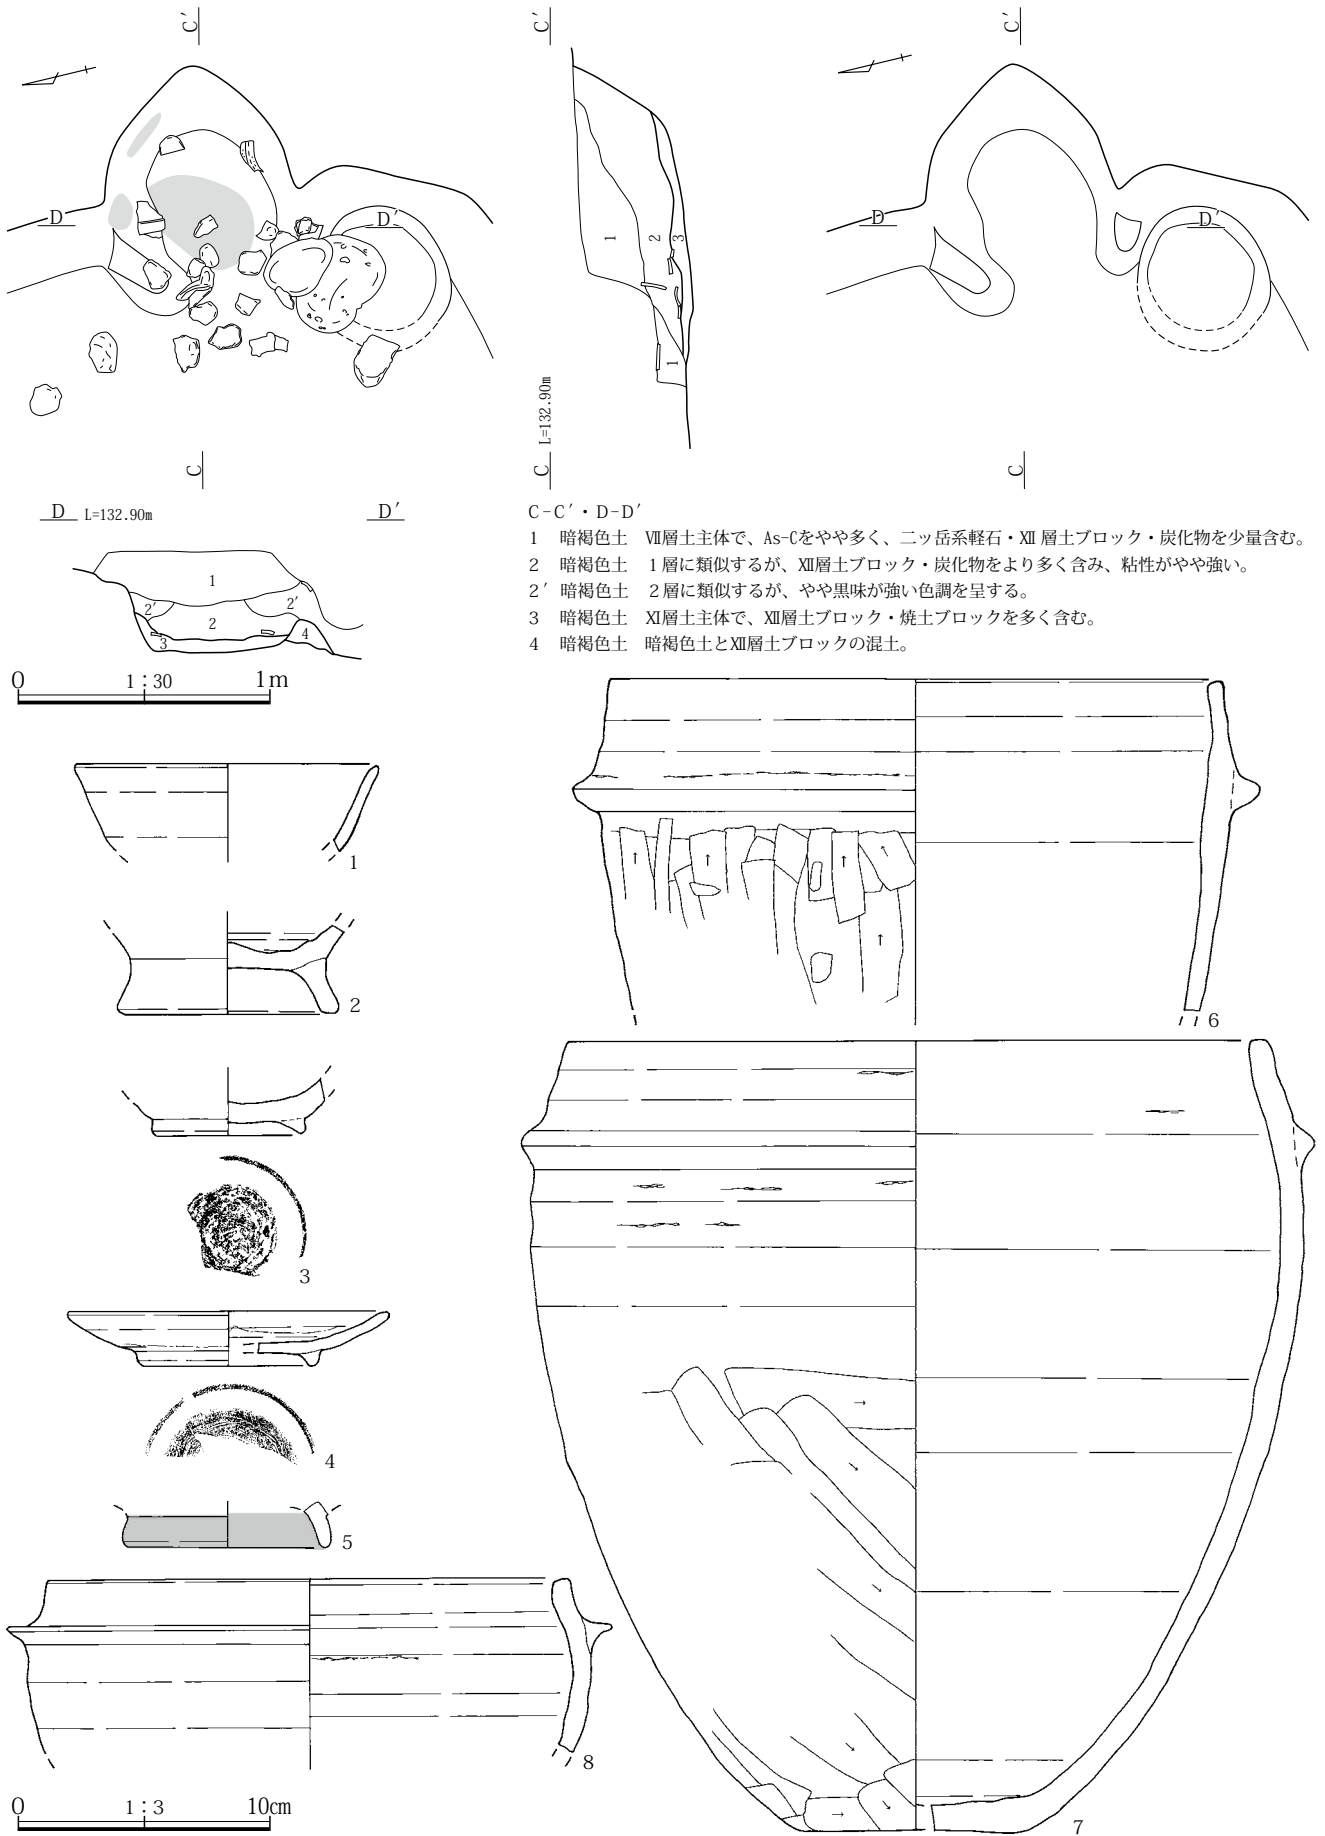 C′
C′
C′
D
D′
D
D′
1
2
3
1
L=132.90m
C
C
C
D L=132.90m D′
C-C′・D-D′
1 暗褐色土 Ⅶ層土主体で、As-Cをやや多く、二ッ岳系軽石・Ⅻ層土ブロック・炭化物を少量含む。
2 暗褐色土 1層に類似するが、Ⅻ層土ブロック・炭化物をより多く含み、粘性がやや強い。
2′ 暗褐色土 2層に類似するが、やや黒味が強い色調を呈する。
3 暗褐色土 Ⅺ層土主体で、Ⅻ層土ブロック・焼土ブロックを多く含む。
4 暗褐色土 暗褐色土とⅫ層土ブロックの混土。
1
2′
2′
2
3
4
0 1:30 1m
1
2
3
4
5
6
7
8
0 1:3 10㎝